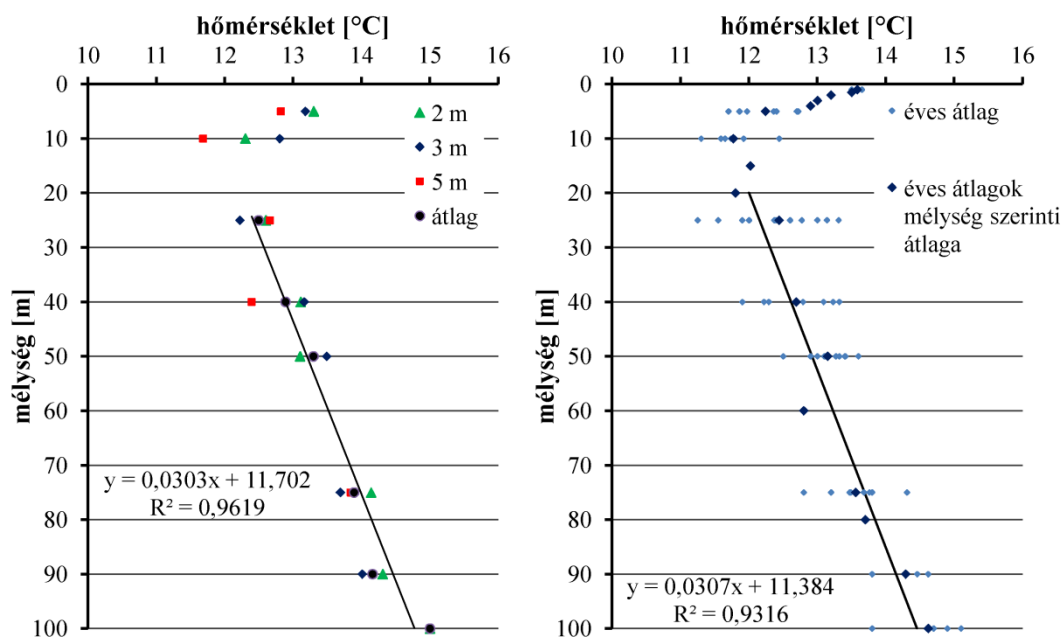 hőmérséklet [°C]
10 11 12 13 14 15 16
0
10
20
30
40
50
60
70
80
90
100
mélység [m]
2 m
3 m
5 m
átlag
y = 0,0303x + 11,702
R² = 0,9619
hőmérséklet [°C]
10 11 12 13 14 15 16
0
10
20
30
40
50
60
70
80
90
100
mélység [m]
éves átlag
éves átlagok
mélység szerinti
átlaga
y = 0,0307x + 11,384
R² = 0,9316